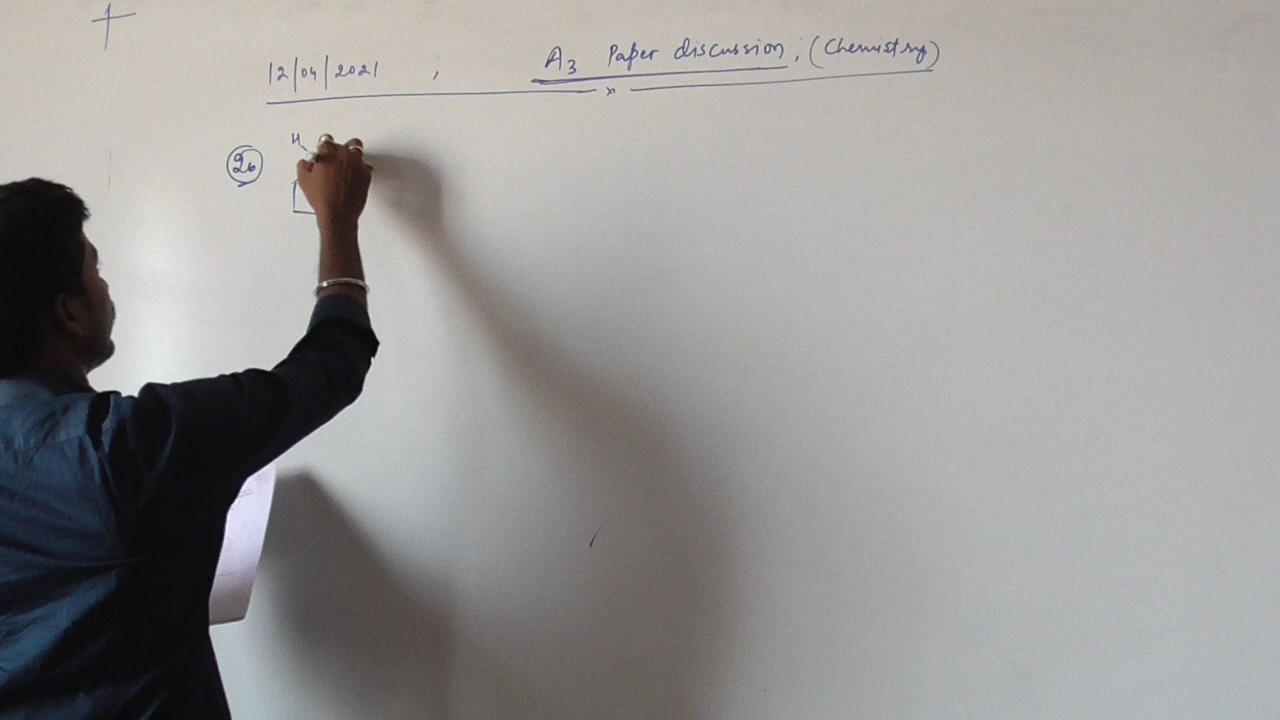 12/04/2021 , A3 Paper discussion, (Chemistry)
26 H